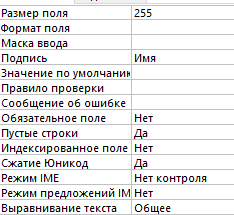 Размер поля 255
Формат поля
Маска ввода
Подпись Имя
Значение по умолчани
Правило проверки
Сообщение об ошибке
Обязательное поле Нет
Пустые строки Да
Индексированное поле Нет
Сжатие Юникод Да
Режим IME Нет контроля
Режим предложений IM Нет
Выравнивание текста Общее